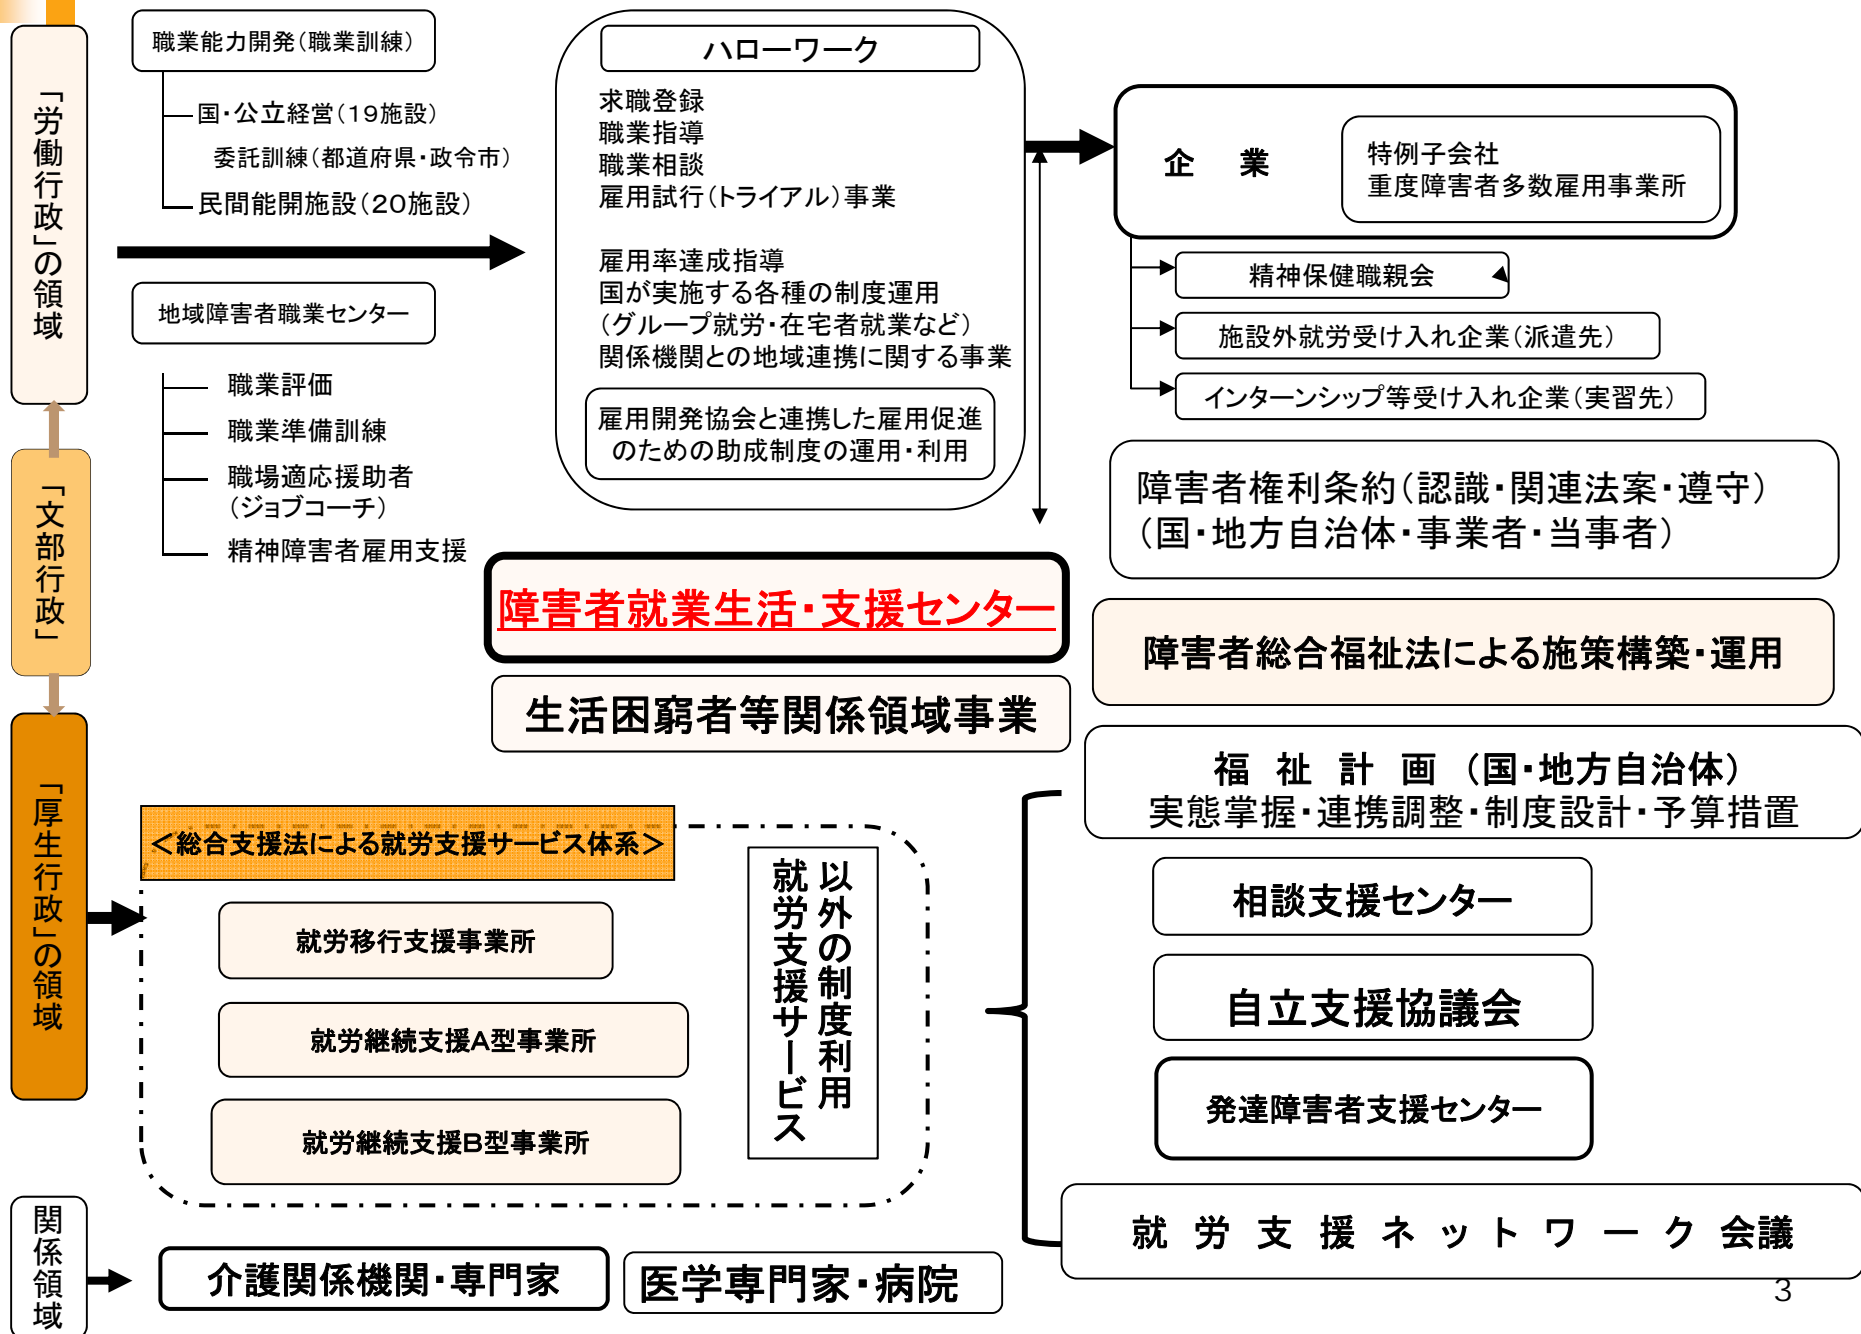 「労働行政」の領域
「文部行政」
「厚生行政」の領域
関係領域
職業能力開発（職業訓練）
国・公立経営（１９施設）
委託訓練（都道府県・政令市）
民間能開施設（２０施設）
地域障害者職業センター
職業評価
職業準備訓練
職場適応援助者
（ジョブコーチ）
精神障害者雇用支援
ハローワーク
求職登録
職業指導
職業相談
雇用試行（トライアル）事業
雇用率達成指導
国が実施する各種の制度運用
（グループ就労・在宅者就業など）
関係機関との地域連携に関する事業
雇用開発協会と連携した雇用促進
のための助成制度の運用・利用
企　業
特例子会社
重度障害者多数雇用事業所
精神保健職親会
施設外就労受け入れ企業（派遣先）
インターンシップ等受け入れ企業（実習先）
障害者権利条約（認識・関連法案・遵守）
（国・地方自治体・事業者・当事者）
障害者就業生活・支援センター
障害者総合福祉法による施策構築・運用
生活困窮者等関係領域事業
福　祉　計　画　（国・地方自治体）
実態掌握・連携調整・制度設計・予算措置
＜総合支援法による就労支援サービス体系＞
就労移行支援事業所
就労継続支援Ａ型事業所
就労継続支援Ｂ型事業所
以外の制度利用
就労支援サービス
相談支援センター
自立支援協議会
発達障害者支援センター
就　労　支　援　ネ　ッ　ト　ワ　ー　ク　会議
介護関係機関・専門家
医学専門家・病院
3